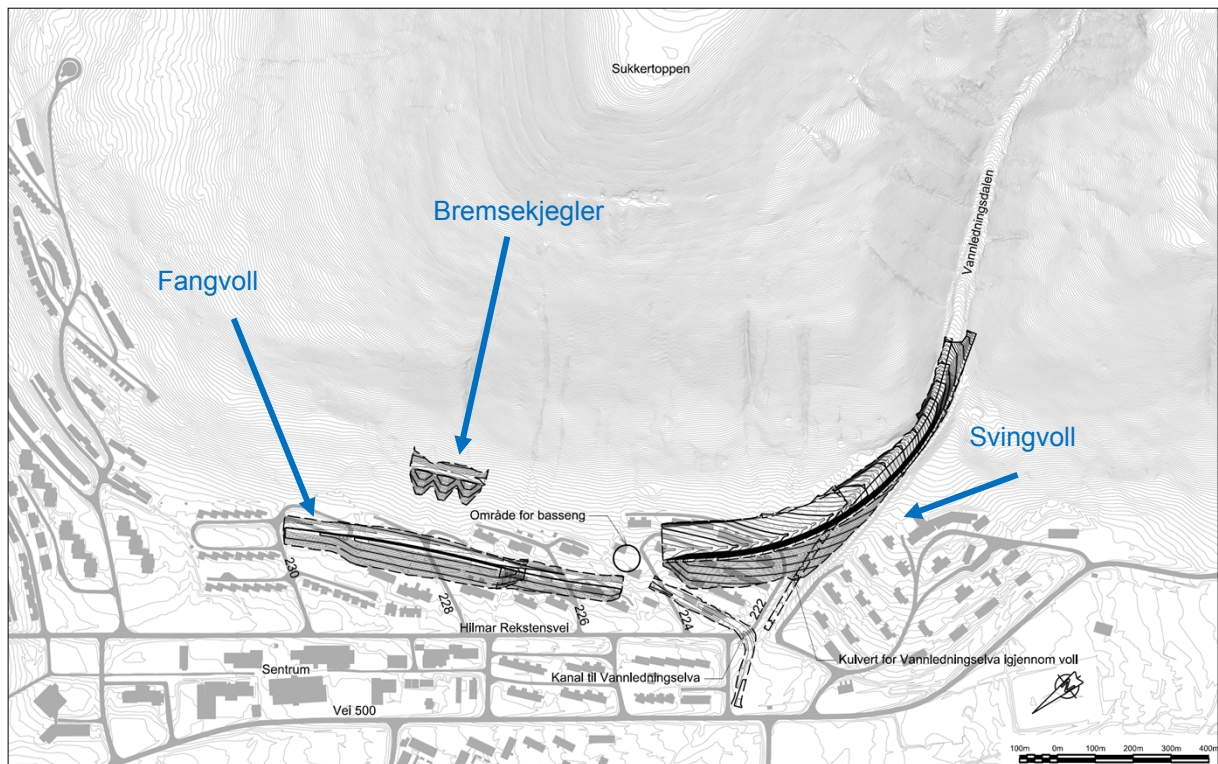 Sukkertoppen
Vannledningsdalen
Bremsekjegler
Fangvoll
Svingvoll
Område for basseng
230
228
226
224
222
Hilmar Rekstensvei
Kulvert for Vannledningselva igjennom voll
Sentrum
Kanal til Vannledningselva
Vei 500
100m 0m 100m 200m 300m 400m